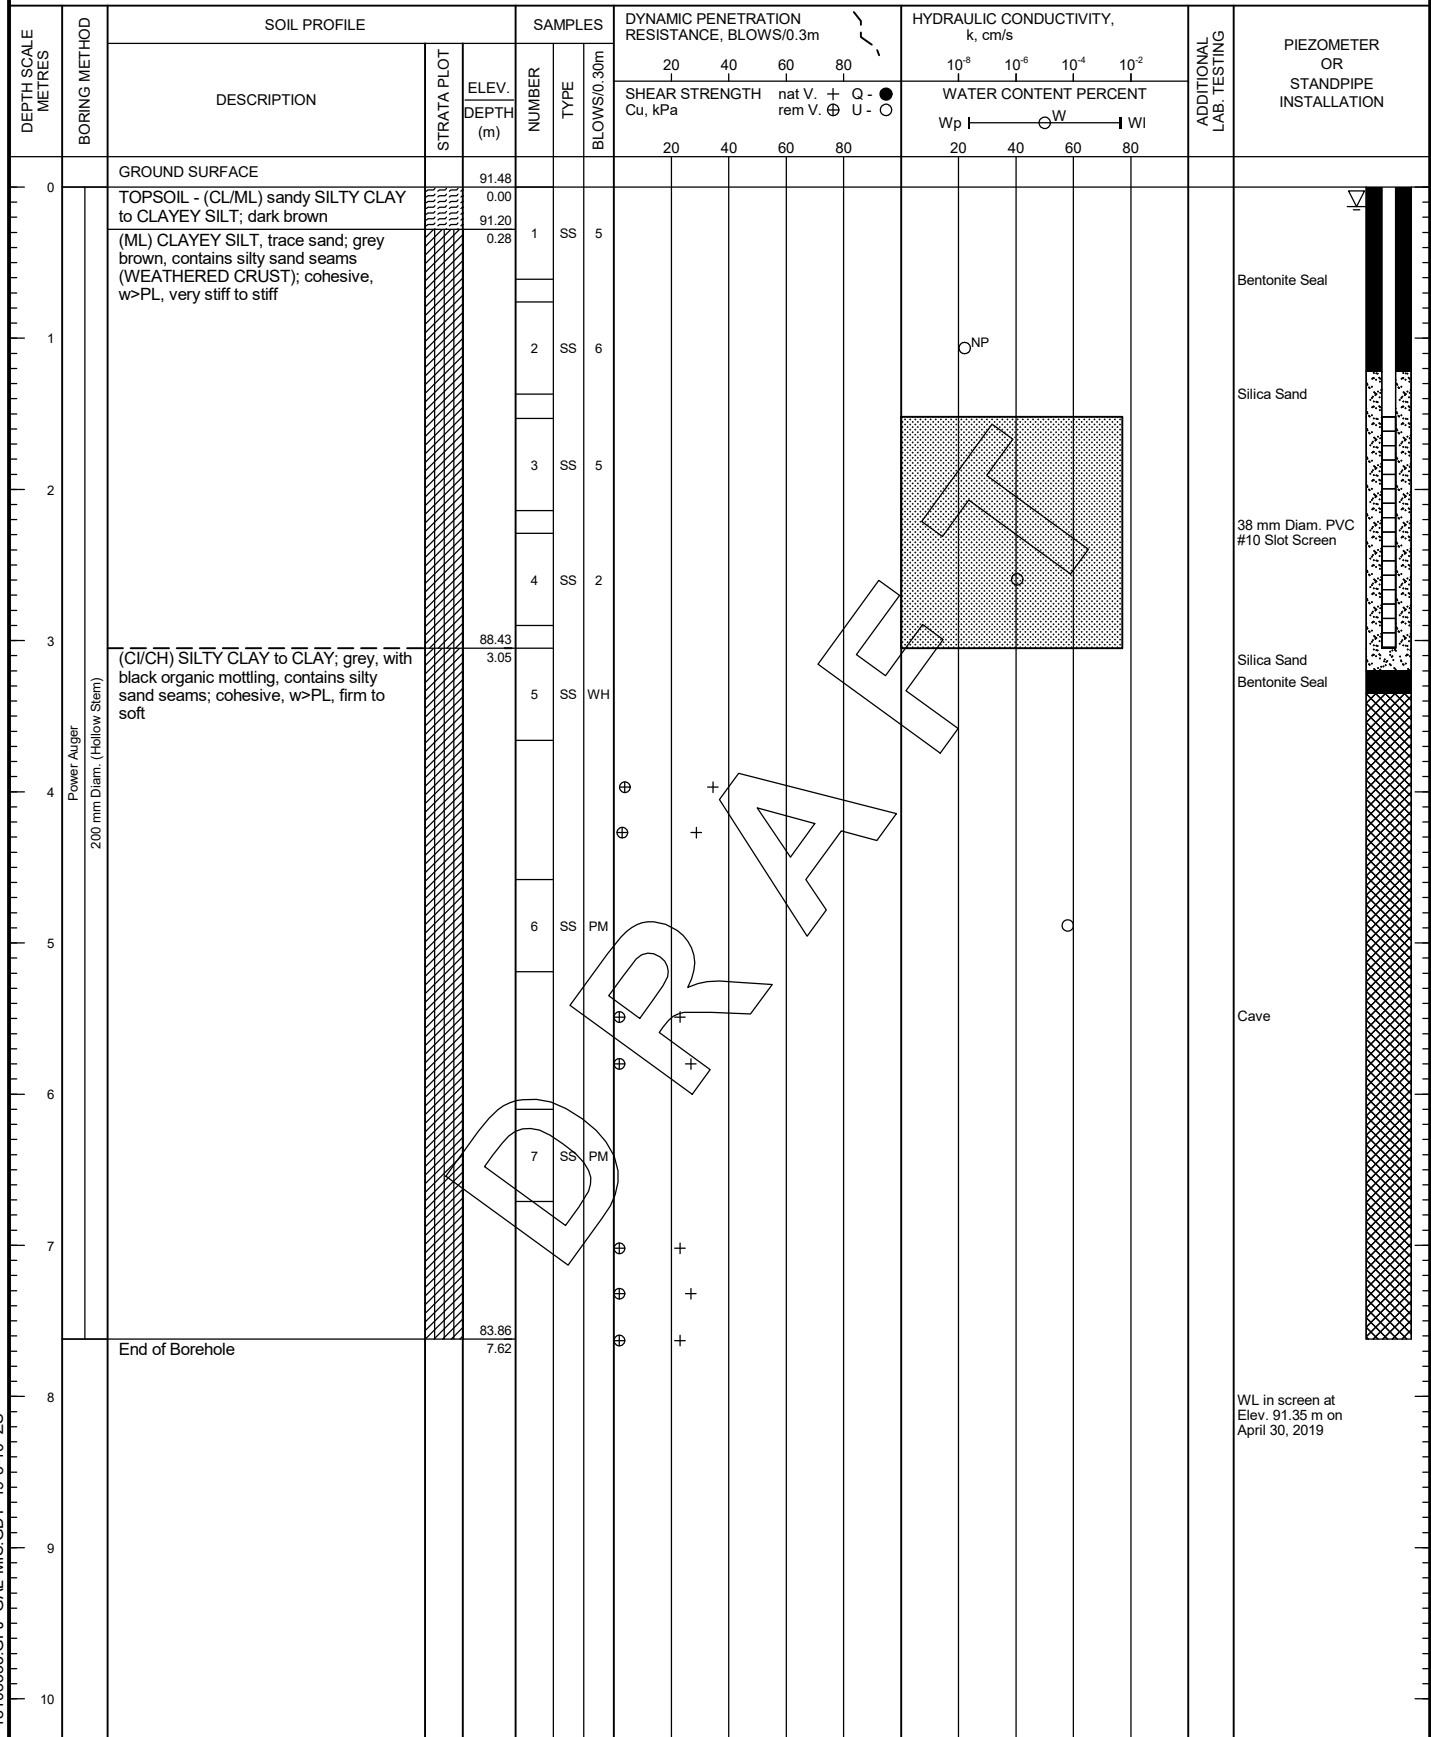 DEPTH SCALE
METRES
BORING METHOD
SOIL PROFILE
DESCRIPTION
STRATA PLOT
ELEV.
DEPTH
(m)
SAMPLES
NUMBER
TYPE
BLOWS/0.30m
DYNAMIC PENETRATION
RESISTANCE, BLOWS/0.3m
20 40 60 80
SHEAR STRENGTH nat V. + Q - ●
Cu, kPa rem V. ⊕ U - ○
20 40 60 80
HYDRAULIC CONDUCTIVITY,
k, cm/s
10⁻⁸ 10⁻⁶ 10⁻⁴ 10⁻²
WATER CONTENT PERCENT
Wp W Wl
20 40 60 80
ADDITIONAL
LAB. TESTING
PIEZOMETER
OR
STANDPIPE
INSTALLATION
GROUND SURFACE 91.48
0
TOPSOIL - (CL/ML) sandy SILTY CLAY 0.00
to CLAYEY SILT; dark brown 91.20
(ML) CLAYEY SILT, trace sand; grey 0.28
brown, contains silty sand seams
(WEATHERED CRUST); cohesive,
w>PL, very stiff to stiff
1 SS 5
Bentonite Seal
1
2 SS 6
NP
Silica Sand
3 SS 5
2
38 mm Diam. PVC
#10 Slot Screen
4 SS 2
3
88.43
(CI/CH) SILTY CLAY to CLAY; grey, with 3.05
black organic mottling, contains silty
sand seams; cohesive, w>PL, firm to
soft
Silica Sand
Bentonite Seal
5 SS WH
Power Auger
200 mm Diam. (Hollow Stem)
4
6 SS PM
5
Cave
6
7 SS PM
7
83.86
End of Borehole 7.62
8
WL in screen at
Elev. 91.35 m on
April 30, 2019
9
10
DRAFT